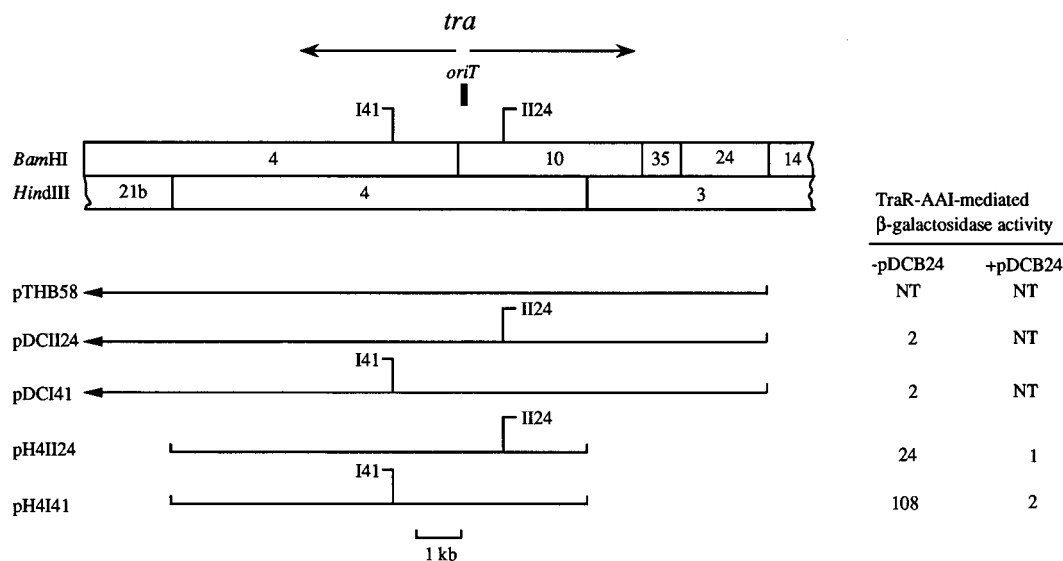 tra
oriT
I41
II24
BamHI 4 10 35 24 14
HindIII 21b 4 3
TraR-AAI-mediated
β-galactosidase activity
-pDCB24 +pDCB24
pTHB58 NT NT
II24
pDCII24 2 NT
I41
pDCI41 2 NT
II24
pH4II24 24 1
I41
pH4I41 108 2
1 kb